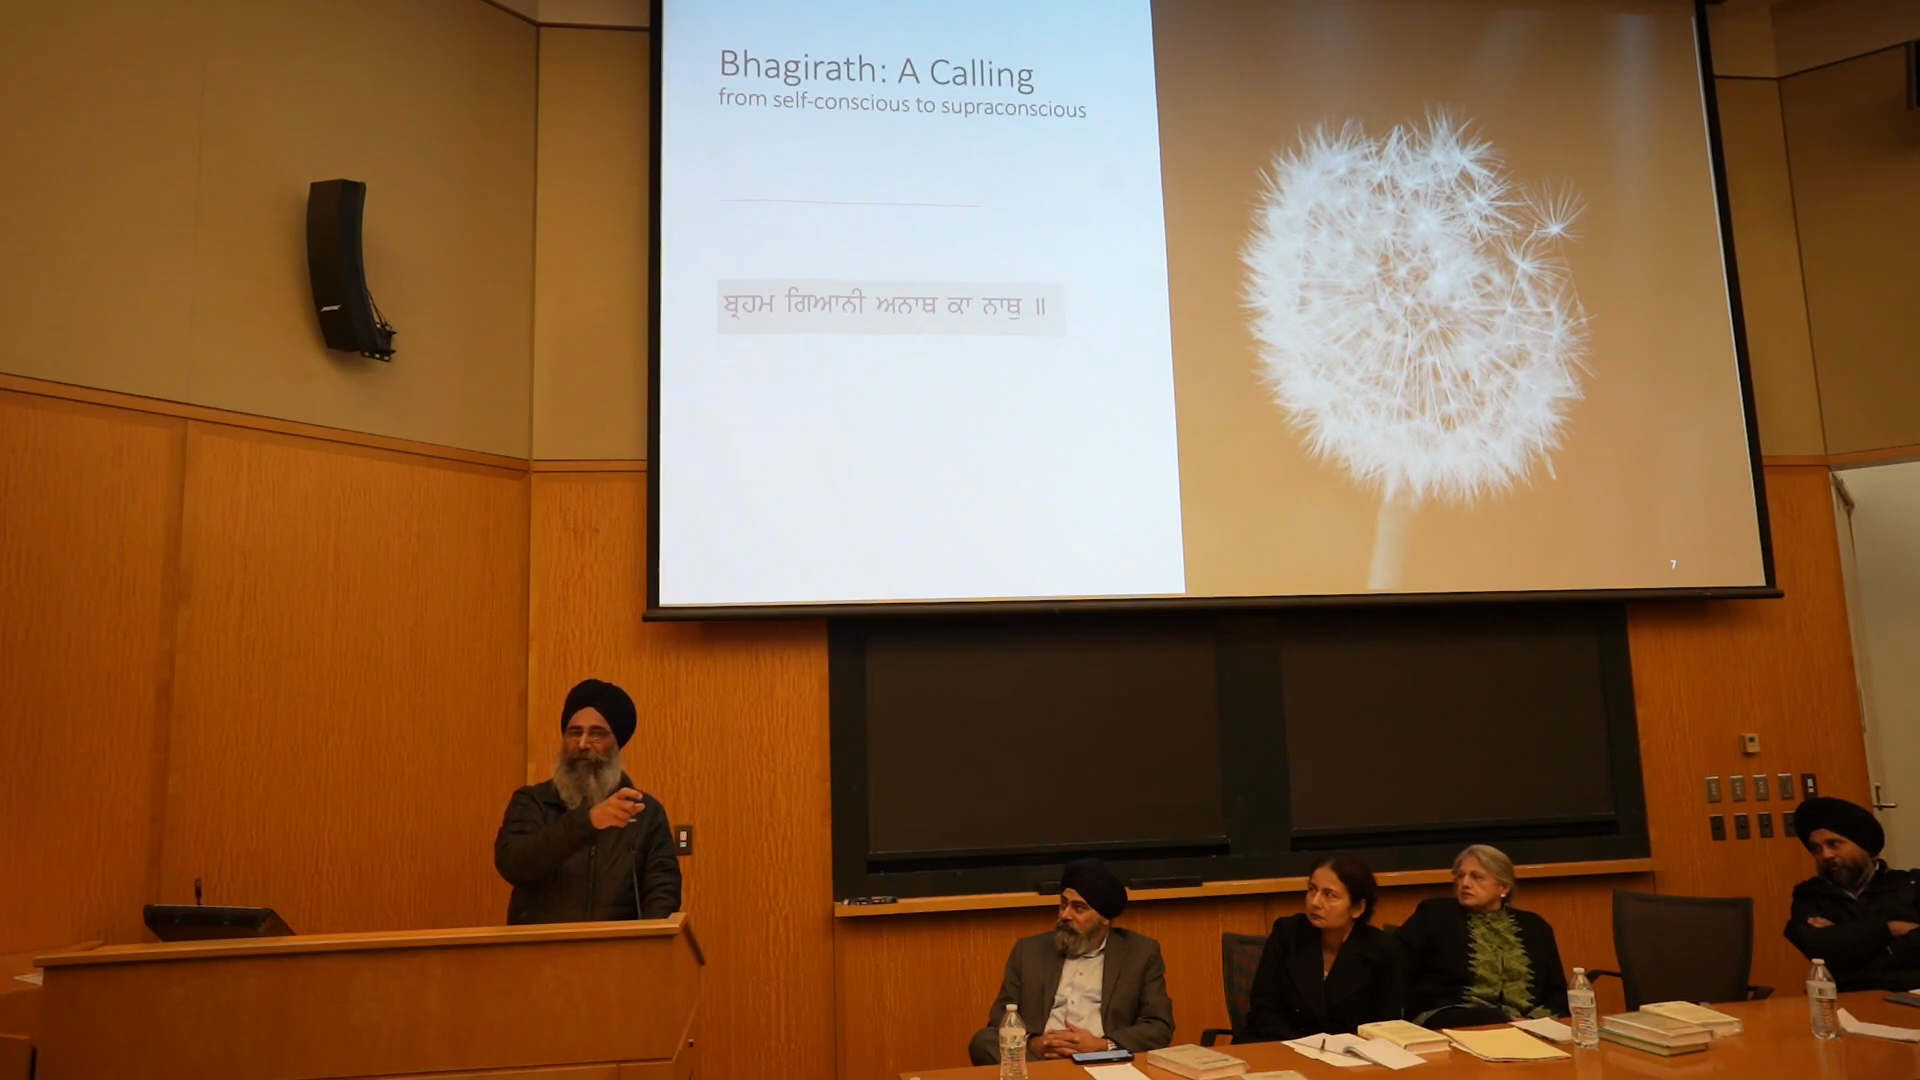 Bhagirath: A Calling
from self-conscious to supraconscious
ਬ੍ਰਹਮ ਗਿਆਨੀ ਅਨਾਥ ਕਾ ਨਾਥੁ ॥
7